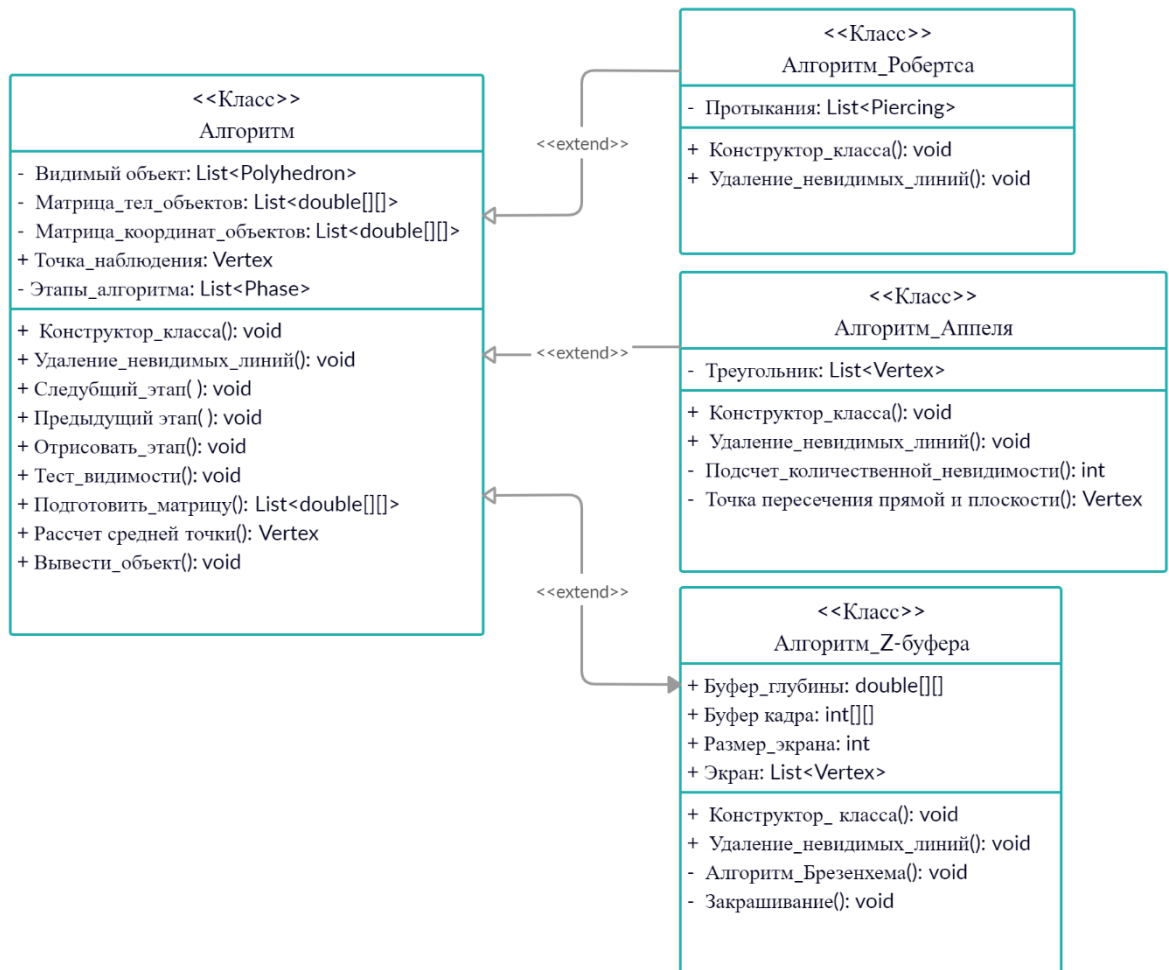 <<Класс>>
Алгоритм
- Видимый объект: List<Polyhedron>
- Матрица_тел_объектов: List<double[][]>
- Матрица_координат_объектов: List<double[][]>
+ Точка_наблюдения: Vertex
- Этапы_алгоритма: List<Phase>
+ Конструктор_класса(): void
+ Удаление_невидимых_линий(): void
+ Следубщий_этап( ): void
+ Предыдущий этап( ): void
+ Отрисовать_этап(): void
+ Тест_видимости(): void
+ Подготовить_матрицу(): List<double[][]>
+ Рассчет средней точки(): Vertex
+ Вывести_объект(): void
<<extend>>
<<Класс>>
Алгоритм_Робертса
- Протыкания: List<Piercing>
+ Конструктор_класса(): void
+ Удаление_невидимых_линий(): void
<<extend>>
<<Класс>>
Алгоритм_Аппеля
- Треугольник: List<Vertex>
+ Конструктор_класса(): void
+ Удаление_невидимых_линий(): void
- Подсчет_количественной_невидимости(): int
- Точка пересечения прямой и плоскости(): Vertex
<<extend>>
<<Класс>>
Алгоритм_Z-буфера
+ Буфер_глубины: double[][]
+ Буфер кадра: int[][]
+ Размер_экрана: int
+ Экран: List<Vertex>
+ Конструктор_ класса(): void
+ Удаление_невидимых_линий(): void
- Алгоритм_Брезенхема(): void
- Закрашивание(): void